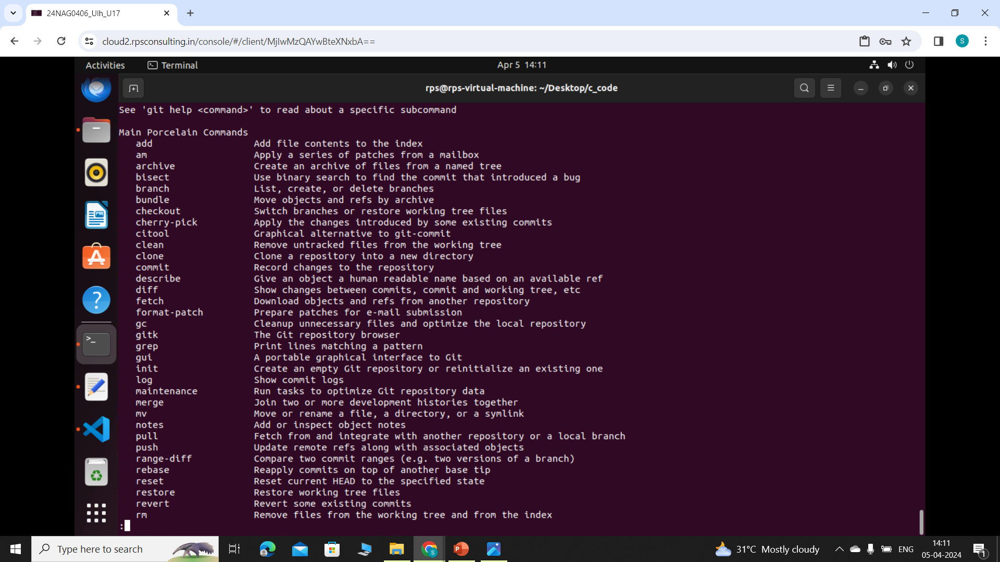 24NAG0406_Ulh_U17
cloud2.rpsconsulting.in/console/#/client/MjIwMzQAYwBteXNxbA==
S
Activities
Terminal
Apr 5 14:11
rps@rps-virtual-machine: ~/Desktop/c_code
See 'git help <command>' to read about a specific subcommand
Main Porcelain Commands
add Add file contents to the index
am Apply a series of patches from a mailbox
archive Create an archive of files from a named tree
bisect Use binary search to find the commit that introduced a bug
branch List, create, or delete branches
bundle Move objects and refs by archive
checkout Switch branches or restore working tree files
cherry-pick Apply the changes introduced by some existing commits
citool Graphical alternative to git-commit
clean Remove untracked files from the working tree
clone Clone a repository into a new directory
commit Record changes to the repository
describe Give an object a human readable name based on an available ref
diff Show changes between commits, commit and working tree, etc
fetch Download objects and refs from another repository
format-patch Prepare patches for e-mail submission
gc Cleanup unnecessary files and optimize the local repository
gitk The Git repository browser
grep Print lines matching a pattern
gui A portable graphical interface to Git
init Create an empty Git repository or reinitialize an existing one
log Show commit logs
maintenance Run tasks to optimize Git repository data
merge Join two or more development histories together
mv Move or rename a file, a directory, or a symlink
notes Add or inspect object notes
pull Fetch from and integrate with another repository or a local branch
push Update remote refs along with associated objects
range-diff Compare two commit ranges (e.g. two versions of a branch)
rebase Reapply commits on top of another base tip
reset Reset current HEAD to the specified state
restore Restore working tree files
revert Revert some existing commits
rm Remove files from the working tree and from the index
:
Type here to search
31°C Mostly cloudy
ENG
14:11
05-04-2024
1